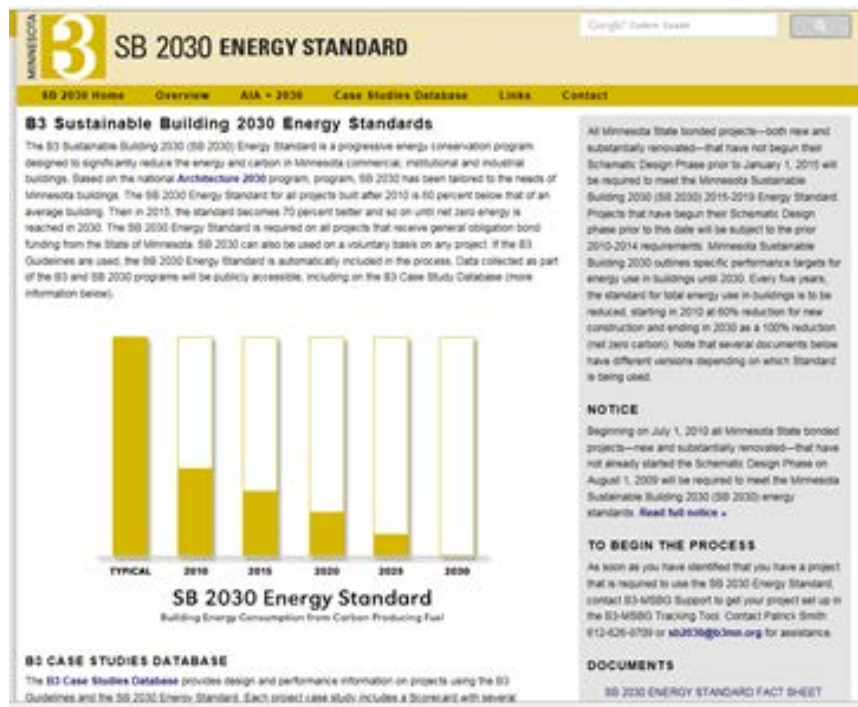 MINNESOTA
B3
SB 2030 ENERGY STANDARD
Google Custom Search
SB 2030 Home Overview AIA + 2030 Case Studies Database Links Contact
B3 Sustainable Building 2030 Energy Standards
The B3 Sustainable Building 2030 (SB 2030) Energy Standard is a progressive energy conservation program
designed to significantly reduce the energy and carbon in Minnesota commercial, institutional and industrial
buildings. Based on the national Architecture 2030 program, program, SB 2030 has been tailored to the needs of
Minnesota buildings. The SB 2030 Energy Standard for all projects built after 2010 is 60 percent below that of an
average building. Then in 2015, the standard becomes 70 percent better and so on until net zero energy is
reached in 2030. The SB 2030 Energy Standard is required on all projects that receive general obligation bond
funding from the State of Minnesota. SB 2030 can also be used on a voluntary basis on any project. If the B3
Guidelines are used, the SB 2030 Energy Standard is automatically included in the process. Data collected as part
of the B3 and SB 2030 programs will be publicly accessible, including on the B3 Case Study Database (more
information below).
TYPICAL 2010 2015 2020 2025 2030
SB 2030 Energy Standard
Building Energy Consumption from Carbon Producing Fuel
B3 CASE STUDIES DATABASE
The B3 Case Studies Database provides design and performance information on projects using the B3
Guidelines and the SB 2030 Energy Standard. Each project case study includes a Scorecard with several
All Minnesota State bonded projects—both new and
substantially renovated—that have not begun their
Schematic Design Phase prior to January 1, 2015 will
be required to meet the Minnesota Sustainable
Building 2030 (SB 2030) 2015-2019 Energy Standard.
Projects that have begun their Schematic Design
phase prior to this date will be subject to the prior
2010-2014 requirements. Minnesota Sustainable
Building 2030 outlines specific performance targets for
energy use in buildings until 2030. Every five years,
the standard for total energy use in buildings is to be
reduced, starting in 2010 at 60% reduction for new
construction and ending in 2030 as a 100% reduction
(net zero carbon). Note that several documents below
have different versions depending on which Standard
is being used.
NOTICE
Beginning on July 1, 2010 all Minnesota State bonded
projects—new and substantially renovated—that have
not already started the Schematic Design Phase on
August 1, 2009 will be required to meet the Minnesota
Sustainable Building 2030 (SB 2030) energy
standards. Read full notice »
TO BEGIN THE PROCESS
As soon as you have identified that you have a project
that is required to use the SB 2030 Energy Standard,
contact B3-MSBG Support to get your project set up in
the B3-MSBG Tracking Tool. Contact Patrick Smith
612-626-9709 or sb2030@b3mn.org for assistance.
DOCUMENTS
SB 2030 ENERGY STANDARD FACT SHEET